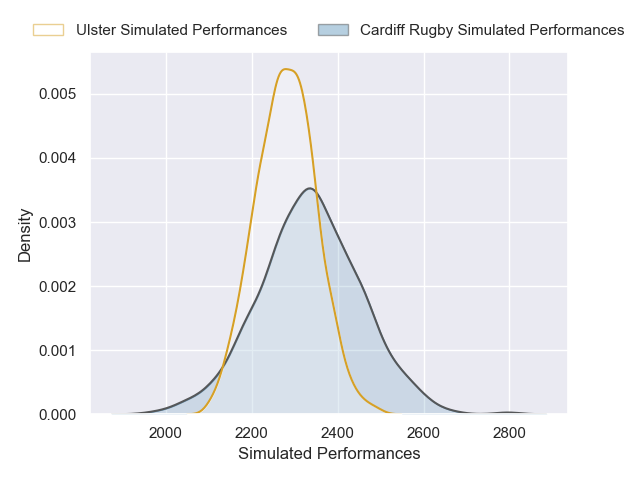 Ulster Simulated Performances
Cardiff Rugby Simulated Performances
0.005
0.004
0.003
0.002
0.001
0.000
Density
2000 2200 2400 2600 2800
Simulated Performances